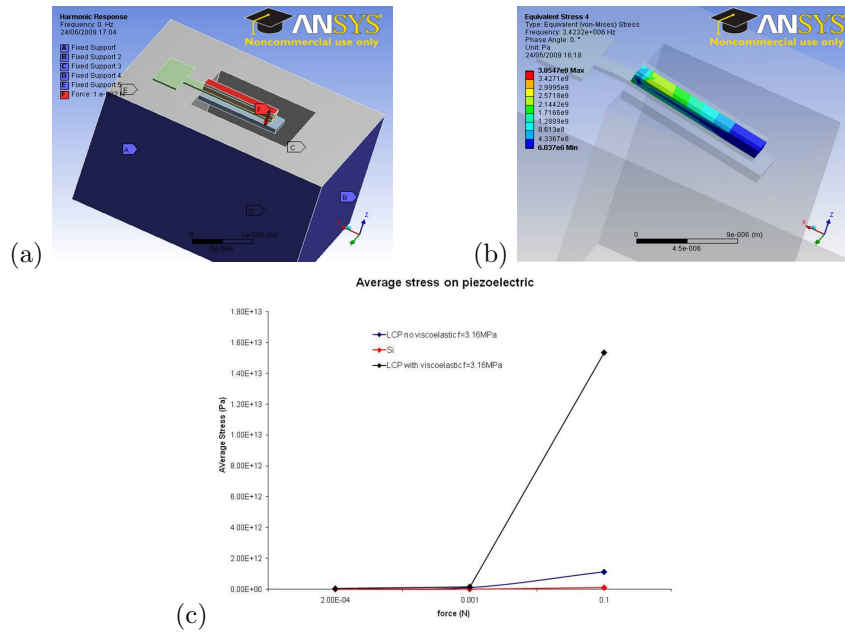 Harmonic Response
Frequency: 0. Hz
24/06/2009 17:04
A Fixed Support
B Fixed Support 2
C Fixed Support 3
D Fixed Support 4
E Fixed Support 5
F Force: 1.e-002 N
ANSYS
Noncommercial use only
E
F
C
A
D
B
X
Z
(a)
Equivalent Stress 4
Type: Equivalent (von-Mises) Stress
Frequency: 3.4232e+006 Hz
Phase Angle: 0. °
Unit: Pa
24/06/2009 16:18
3.8547e9 Max
3.4271e9
2.9995e9
2.5718e9
2.1442e9
1.7166e9
1.2889e9
8.613e8
4.3367e8
6.037e6 Min
ANSYS
Noncommercial use only
0
9e-006 (m)
4.5e-006
X
Z
(b)
Average stress on piezoelectric
1.80E+13
1.60E+13
1.40E+13
1.20E+13
1.00E+13
8.00E+12
6.00E+12
4.00E+12
2.00E+12
0.00E+00
AVerage Stress (Pa)
LCP no viscoelastic f=3.16MPa
Si
LCP with viscoelastic f=3.16MPa
2.00E-04
0.001
0.1
force (N)
(c)